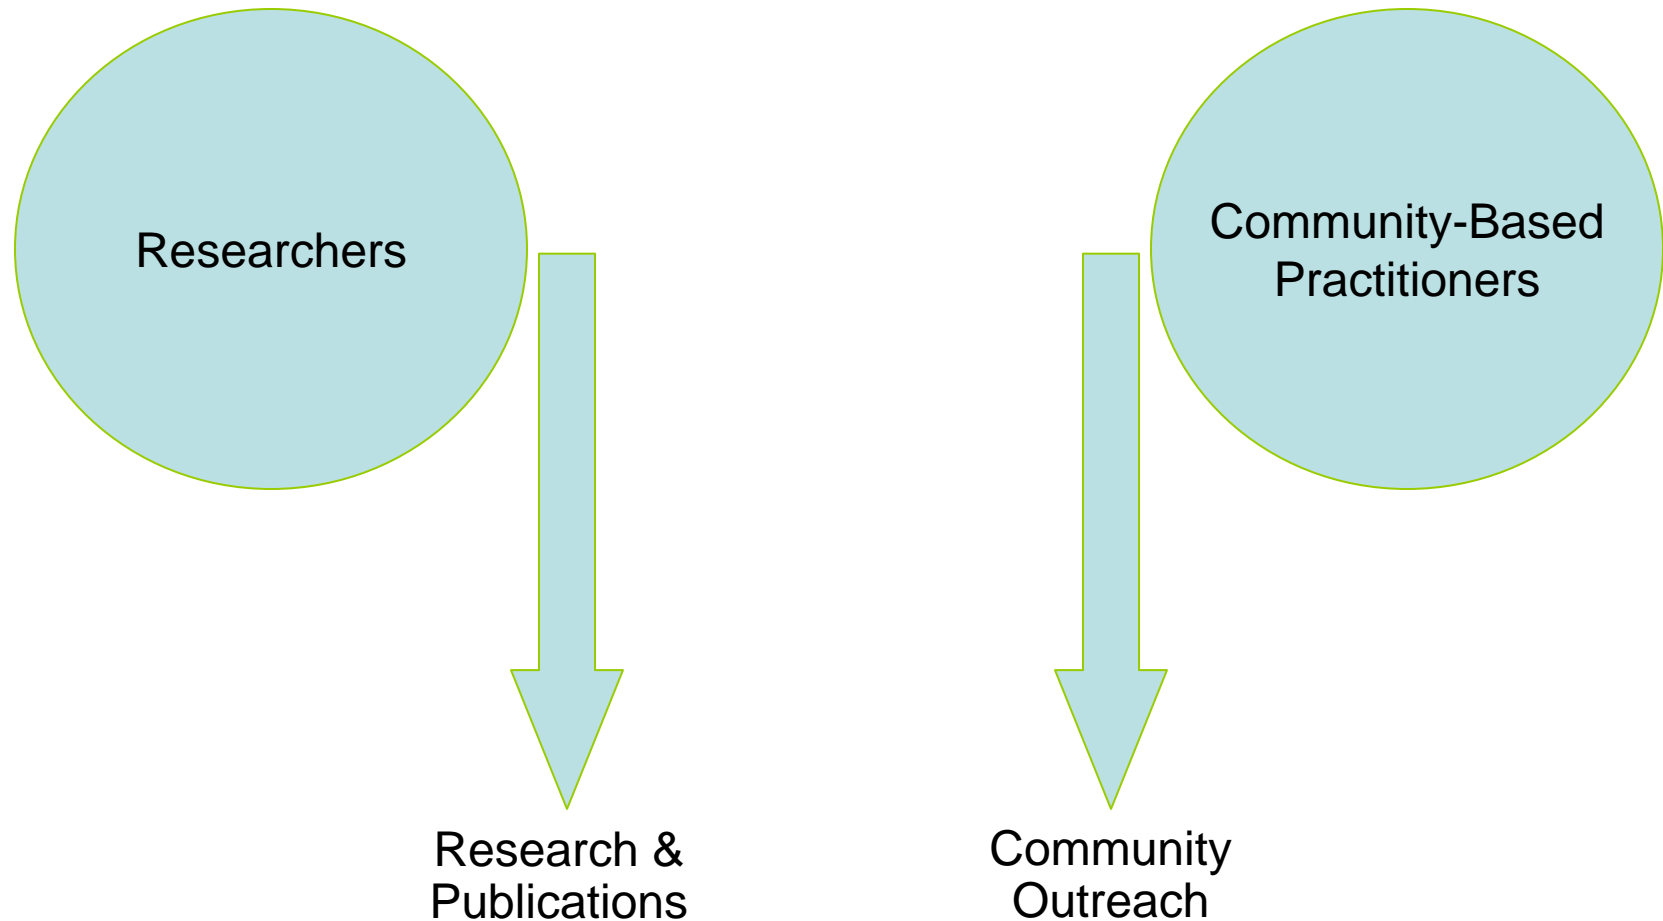 Researchers
Community-Based
Practitioners
Research &
Publications
Community
Outreach